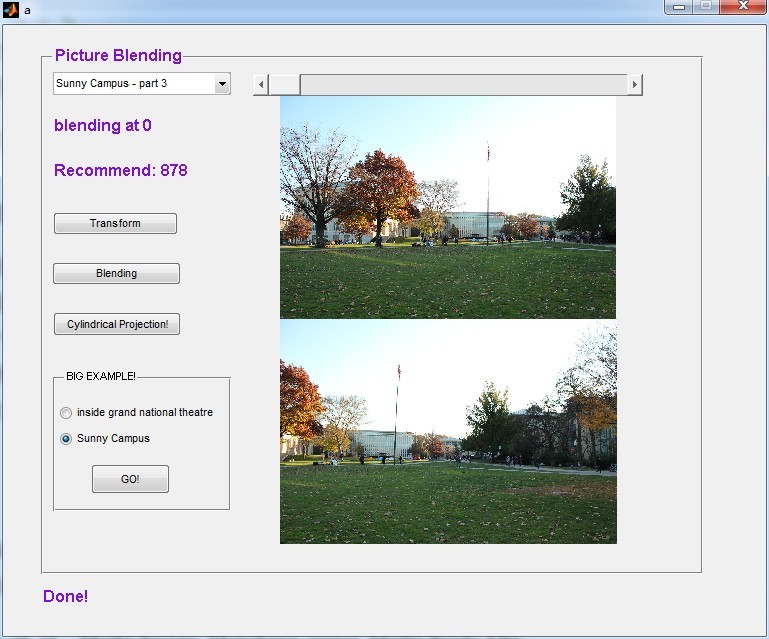 a
Picture Blending
Sunny Campus - part 3
blending at 0
Recommend: 878
Transform
Blending
Cylindrical Projection!
BIG EXAMPLE!
inside grand national theatre
Sunny Campus
GO!
Done!